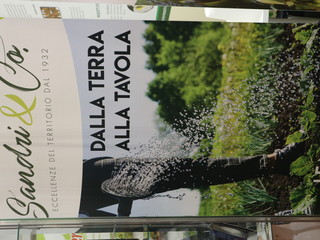 Sandri & Co.
ECCELLENZE DEL TERRITORIO DAL 1932
DALLA TERRA
ALLA TAVOLA